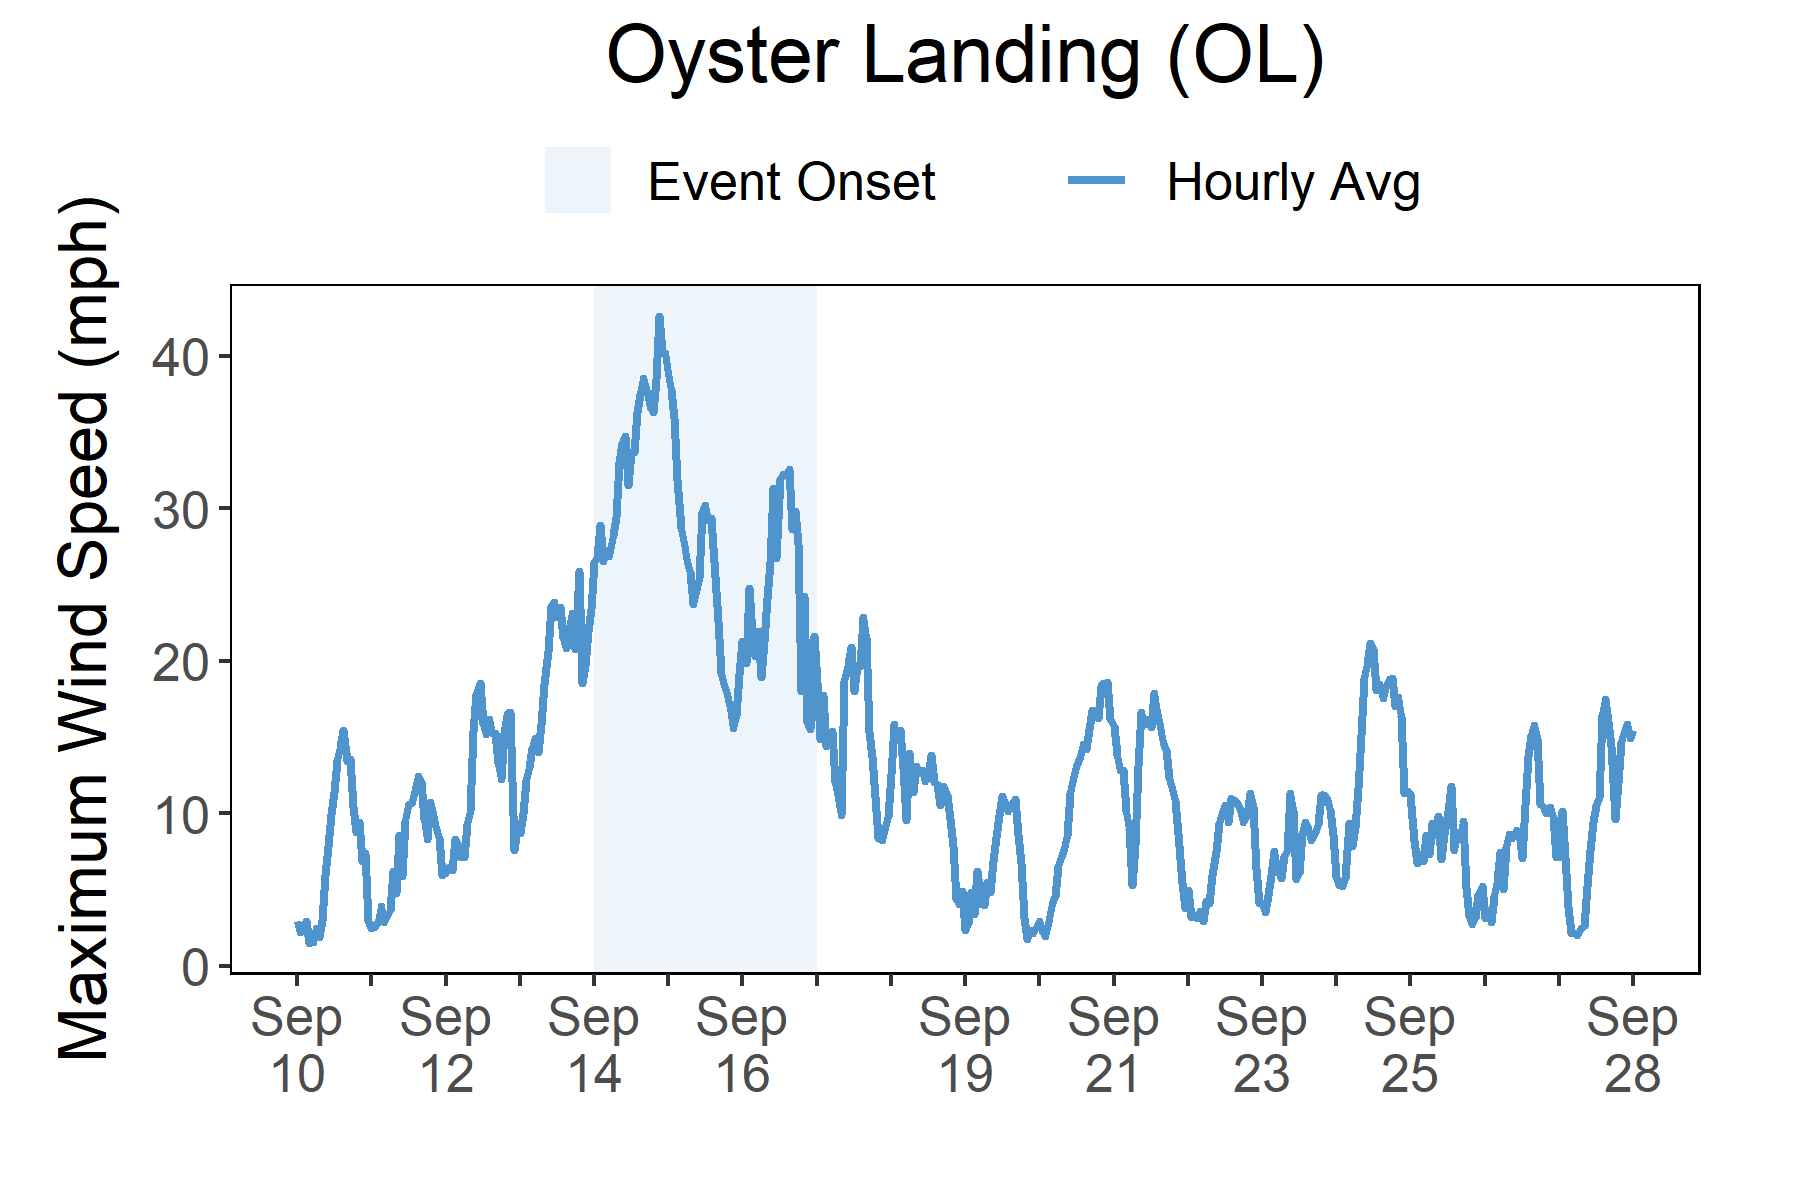 Oyster Landing (OL)
Event Onset
Hourly Avg
Maximum Wind Speed (mph)
40
30
20
10
0
Sep 10
Sep 12
Sep 14
Sep 16
Sep 19
Sep 21
Sep 23
Sep 25
Sep 28